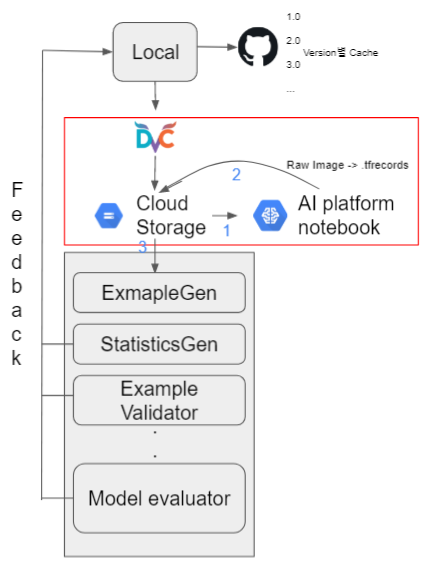 Local
1.0
2.0
3.0
...
Version별 Cache
DVC
Raw Image -> .tfrecords
2
Cloud
Storage
1
AI platform
notebook
3
Feedback
ExmapleGen
StatisticsGen
Example
Validator
.
.
Model evaluator